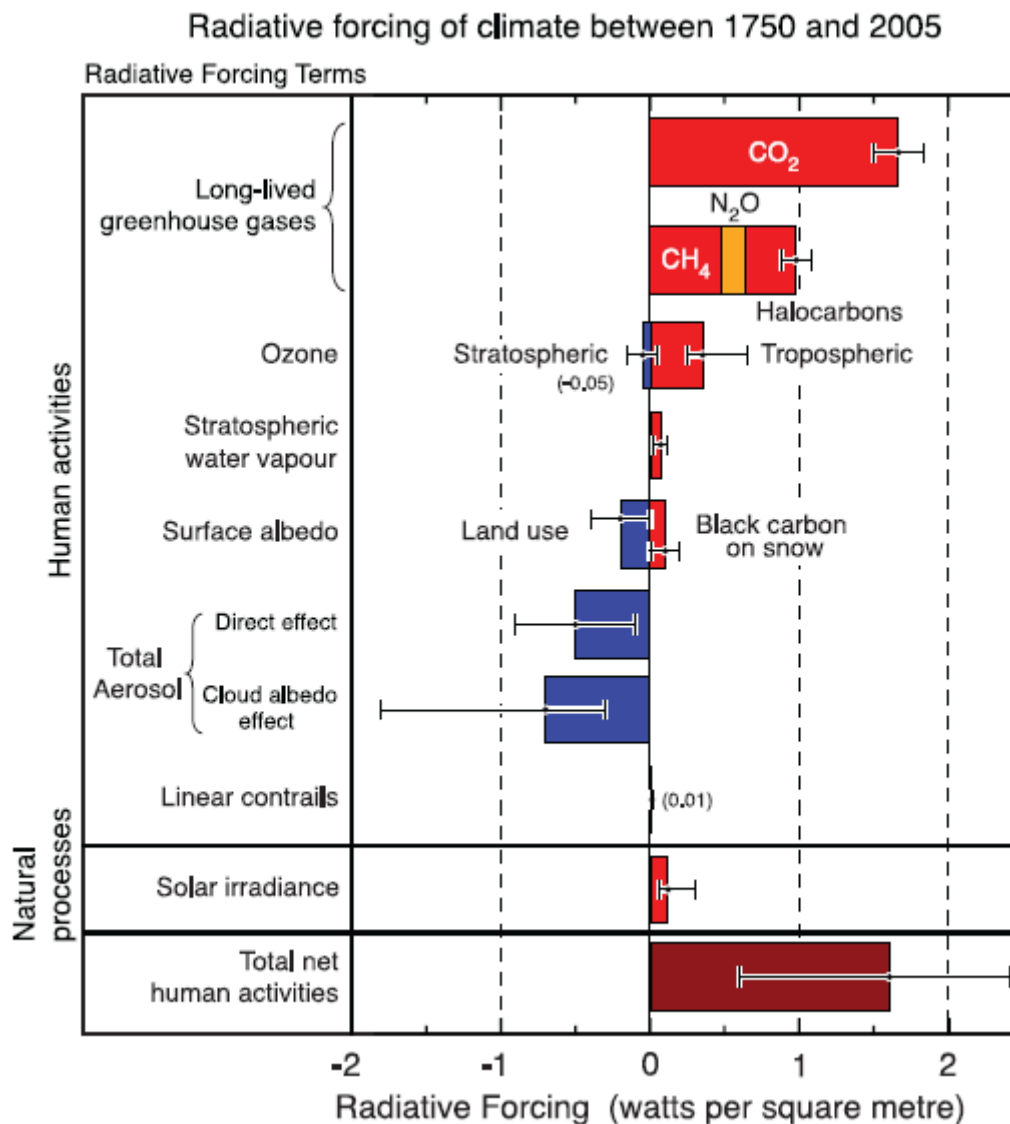 Radiative forcing of climate between 1750 and 2005
Radiative Forcing Terms
Human activities
Long-lived
greenhouse gases
CO₂
N₂O
CH₄
Halocarbons
Ozone
Stratospheric
(-0.05)
Tropospheric
Stratospheric
water vapour
Surface albedo
Land use
Black carbon
on snow
Total
Aerosol
Direct effect
Cloud albedo
effect
Linear contrails
(0.01)
Natural
processes
Solar irradiance
Total net
human activities
-2 -1 0 1 2
Radiative Forcing (watts per square metre)